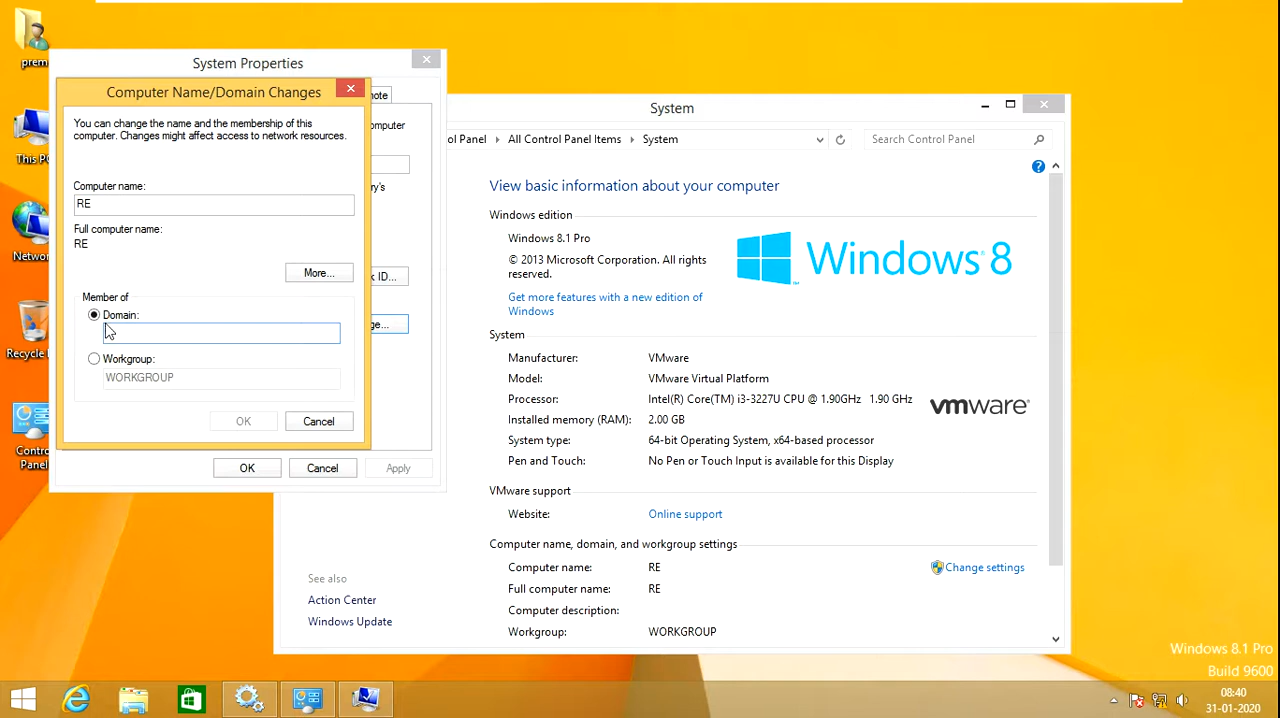 prem
This PC
Networ
Recycle
Contro
Panel
System Properties
note
omputer
ry's
k ID...
ge...
OK
Cancel
Apply
Computer Name/Domain Changes
You can change the name and the membership of this
computer. Changes might affect access to network resources.
Computer name:
RE
Full computer name:
RE
More...
Member of
Domain:
Workgroup:
WORKGROUP
OK
Cancel
System
ol Panel
All Control Panel Items
System
Search Control Panel
View basic information about your computer
Windows edition
Windows 8.1 Pro
© 2013 Microsoft Corporation. All rights
reserved.
Get more features with a new edition of
Windows
Windows® 8
System
Manufacturer: VMware
Model: VMware Virtual Platform
Processor: Intel(R) Core(TM) i3-3227U CPU @ 1.90GHz 1.90 GHz
Installed memory (RAM): 2.00 GB
System type: 64-bit Operating System, x64-based processor
Pen and Touch: No Pen or Touch Input is available for this Display
vmware
VMware support
Website: Online support
Computer name, domain, and workgroup settings
Computer name: RE
Change settings
Full computer name: RE
Computer description:
Workgroup: WORKGROUP
See also
Action Center
Windows Update
Windows 8.1 Pro
Build 9600
08:40
31-01-2020